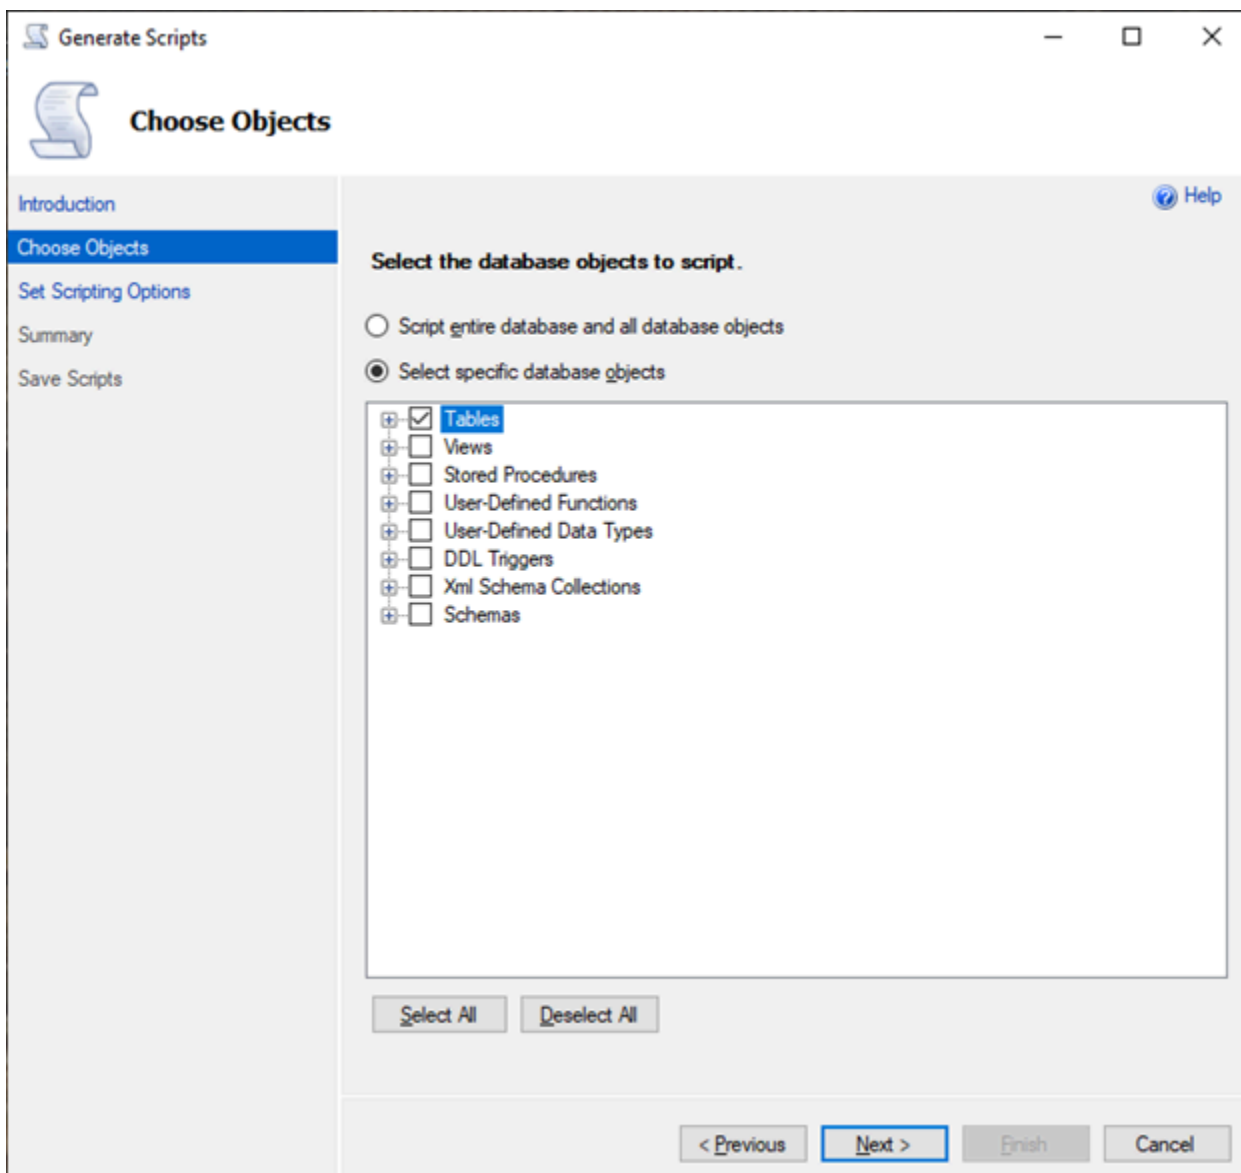 Generate Scripts
Choose Objects
Introduction
Choose Objects
Set Scripting Options
Summary
Save Scripts
Help
Select the database objects to script.
Script entire database and all database objects
Select specific database objects
Tables
Views
Stored Procedures
User-Defined Functions
User-Defined Data Types
DDL Triggers
Xml Schema Collections
Schemas
Select All Deselect All
< Previous Next > Finish Cancel